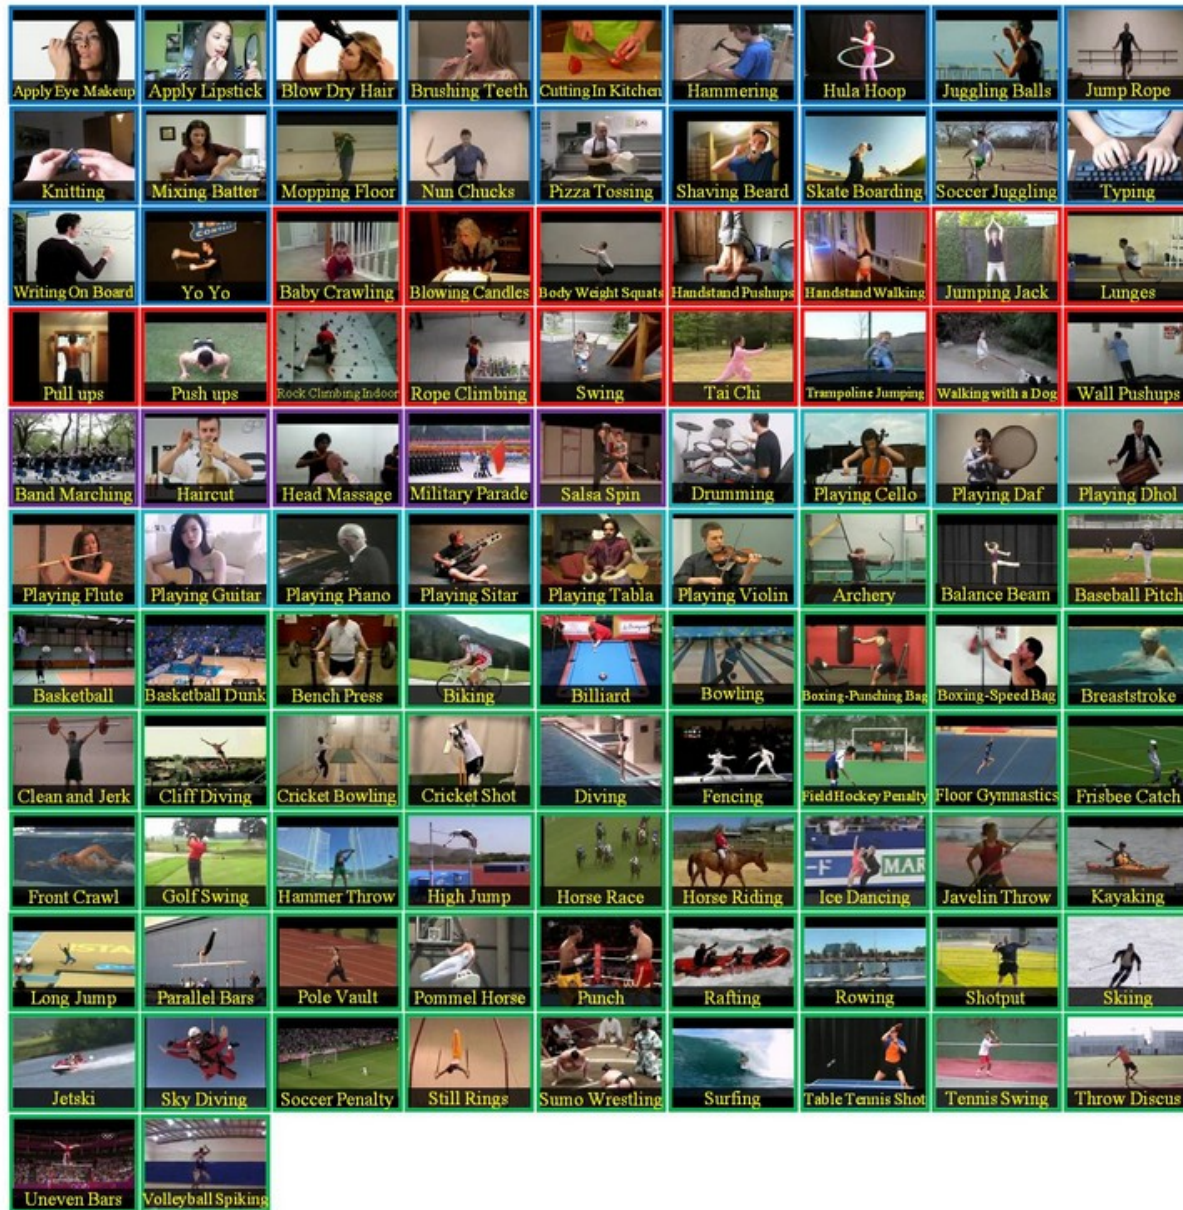 Apply Eye Makeup
Apply Lipstick
Blow Dry Hair
Brushing Teeth
Cutting In Kitchen
Hammering
Hula Hoop
Juggling Balls
Jump Rope
Knitting
Mixing Batter
Mopping Floor
Nun Chucks
Pizza Tossing
Shaving Beard
Skate Boarding
Soccer Juggling
Typing
Writing On Board
Yo Yo
Baby Crawling
Blowing Candles
Body Weight Squats
Handstand Pushups
Handstand Walking
Jumping Jack
Lunges
Pull ups
Push ups
Rock Climbing Indoor
Rope Climbing
Swing
Tai Chi
Trampoline Jumping
Walking with a Dog
Wall Pushups
Band Marching
Haircut
Head Massage
Military Parade
Salsa Spin
Drumming
Playing Cello
Playing Daf
Playing Dhol
Playing Flute
Playing Guitar
Playing Piano
Playing Sitar
Playing Tabla
Playing Violin
Archery
Balance Beam
Baseball Pitch
Basketball
Basketball Dunk
Bench Press
Biking
Billiard
Bowling
Boxing-Punching Bag
Boxing-Speed Bag
Breaststroke
Clean and Jerk
Cliff Diving
Cricket Bowling
Cricket Shot
Diving
Fencing
Field Hockey Penalty
Floor Gymnastics
Frisbee Catch
Front Crawl
Golf Swing
Hammer Throw
High Jump
Horse Race
Horse Riding
Ice Dancing
MAR
Javelin Throw
Kayaking
Long Jump
Parallel Bars
Pole Vault
Pommel Horse
Punch
Rafting
Rowing
Shotput
Skiing
Jetski
Sky Diving
Soccer Penalty
Still Rings
Sumo Wrestling
Surfing
Table Tennis Shot
Tennis Swing
Throw Discus
Uneven Bars
Volleyball Spiking